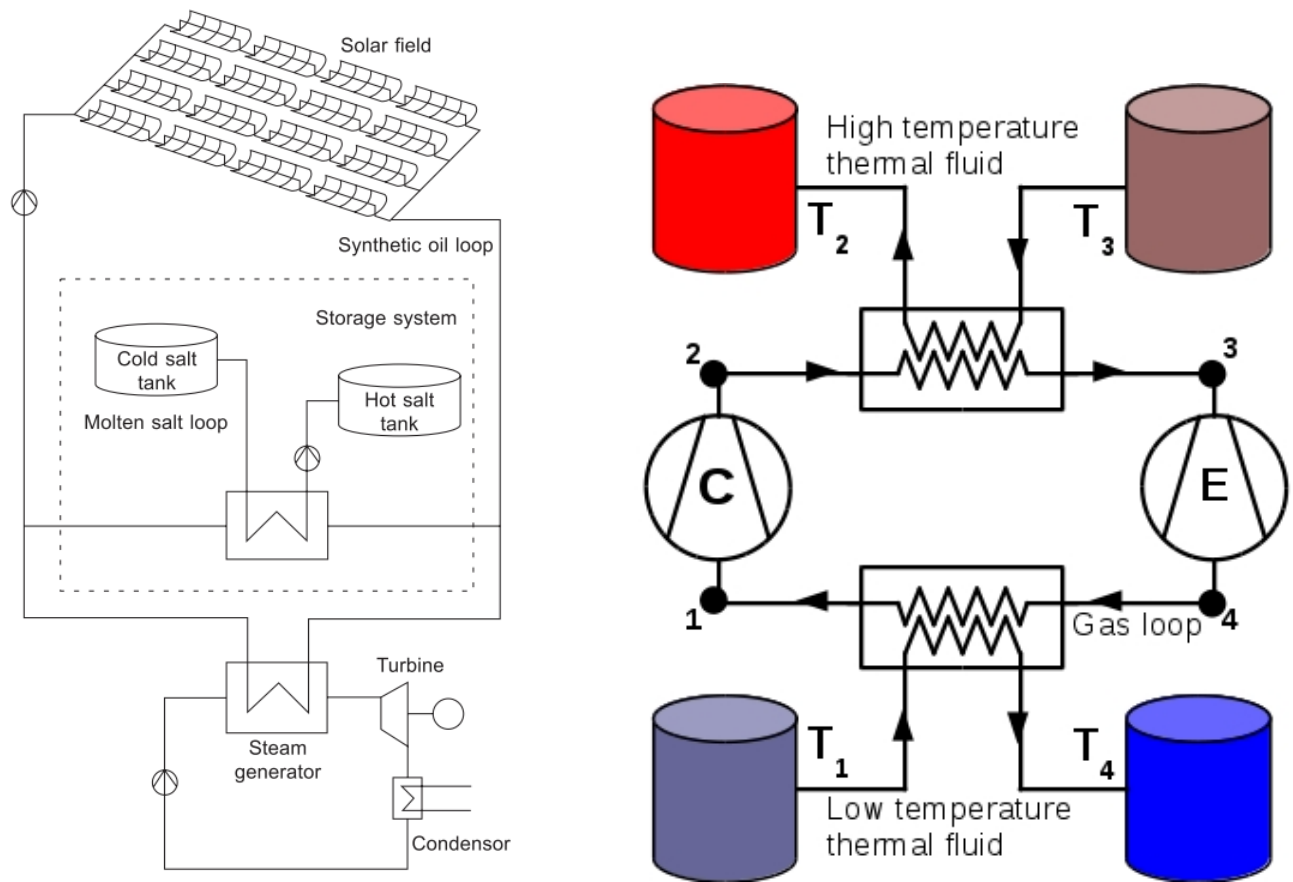 Solar field
Synthetic oil loop
Storage system
Cold salt
tank
Hot salt
tank
Molten salt loop
Turbine
Steam
generator
Condensor
High temperature
thermal fluid
T2
T3
2
3
C
E
1
4
Gas loop
T1
T4
Low temperature
thermal fluid